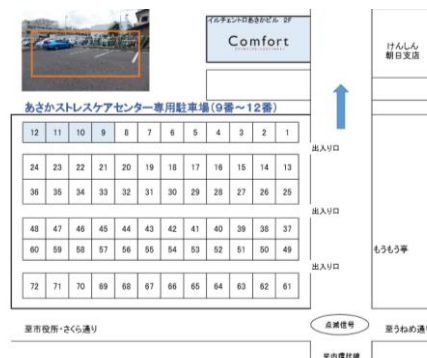 イルチェントロあさかビル 2F
Comfort
けんしん
朝日支店
あさかストレスケアセンター専用駐車場(9番～12番)
12 11 10 9 8 7 6 5 4 3 2 1
出入り口
24 23 22 21 20 19 18 17 16 15 14 13
36 35 34 33 32 31 30 29 28 27 26 25
出入り口
48 47 46 45 44 43 42 41 40 39 38 37
60 59 58 57 56 55 54 53 52 51 50 49
もうもう亭
出入り口
72 71 70 69 68 67 66 65 64 63 62 61
至市役所・さくら通り
点滅信号
至うねめ通